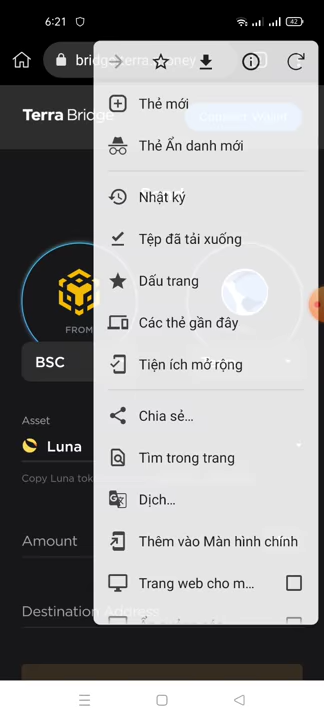 6:21
42
bridge.terra.money
Terra Bridge
Connect Wallet
Thẻ mới
Thẻ Ẩn danh mới
Nhật ký
Tệp đã tải xuống
Dấu trang
FROM
Các thẻ gần đây
BSC
Tiện ích mở rộng
Asset
Chia sẻ...
Luna
Tìm trong trang
Copy Luna tok
Dịch...
Amount
Thêm vào Màn hình chính
Trang web cho m...
Destination Address